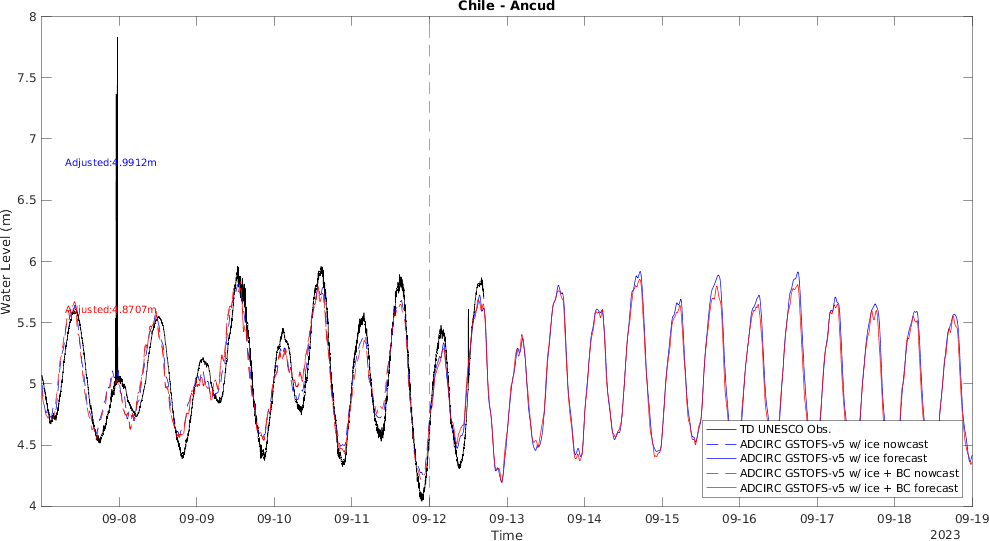 Chile - Ancud
8
7.5
7
6.5
6
5.5
5
4.5
4
Water Level (m)
Adjusted:4.9912m
Adjusted:4.8707m
TD UNESCO Obs.
ADCIRC GSTOFS-v5 w/ ice nowcast
ADCIRC GSTOFS-v5 w/ ice forecast
ADCIRC GSTOFS-v5 w/ ice + BC nowcast
ADCIRC GSTOFS-v5 w/ ice + BC forecast
09-08 09-09 09-10 09-11 09-12 09-13 09-14 09-15 09-16 09-17 09-18 09-19
Time
2023